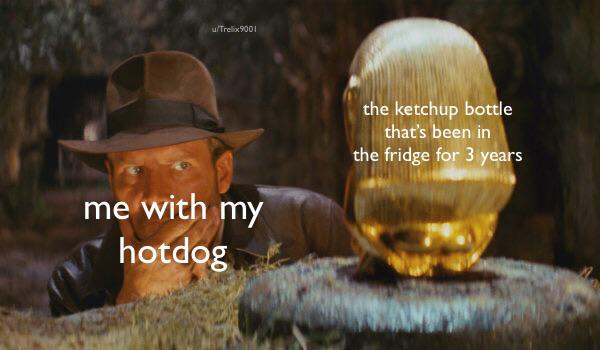 u/Trelix9001
the ketchup bottle
that's been in
the fridge for 3 years
me with my
hotdog